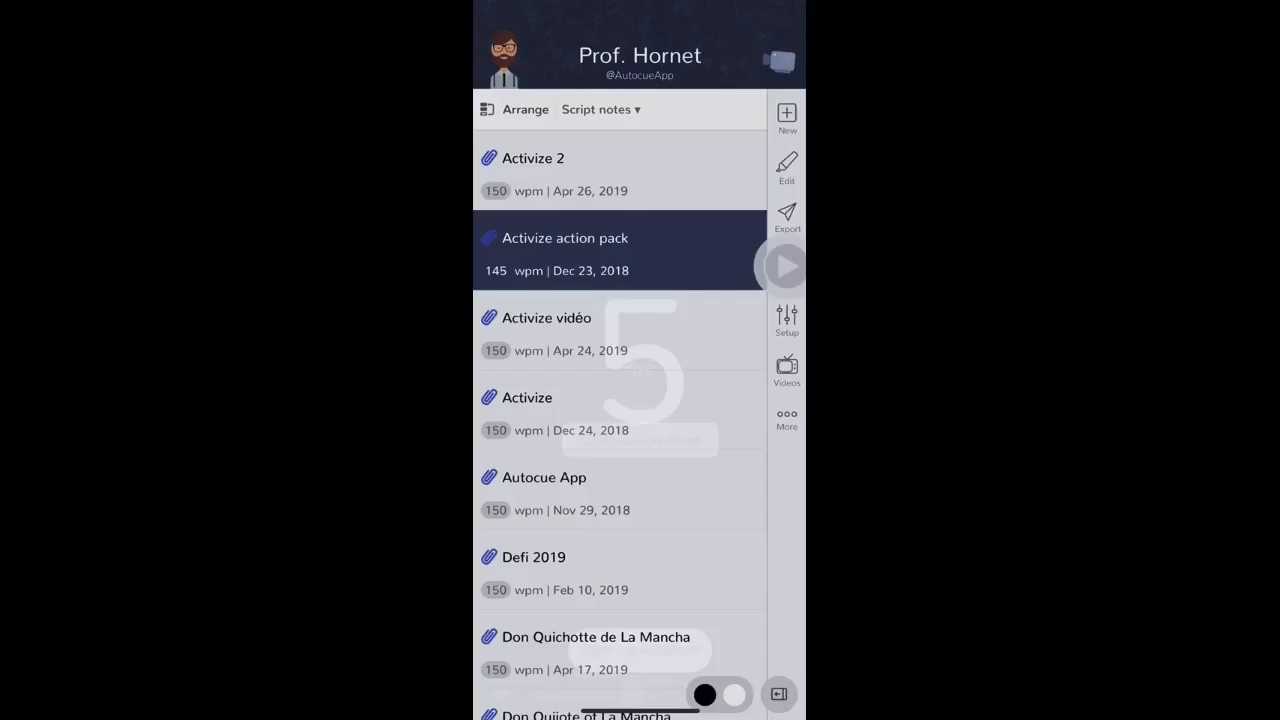 Prof. Hornet
@AutocueApp
Arrange Script notes ▾
New
Edit
Export
Setup
Videos
More
Activize 2
150 wpm | Apr 26, 2019
Activize action pack
145 wpm | Dec 23, 2018
Activize vidéo
150 wpm | Apr 24, 2019
5
Activize
150 wpm | Dec 24, 2018
Autocue App
150 wpm | Nov 29, 2018
Defi 2019
150 wpm | Feb 10, 2019
Don Quichotte de La Mancha
150 wpm | Apr 17, 2019
Don Quijote of La Mancha